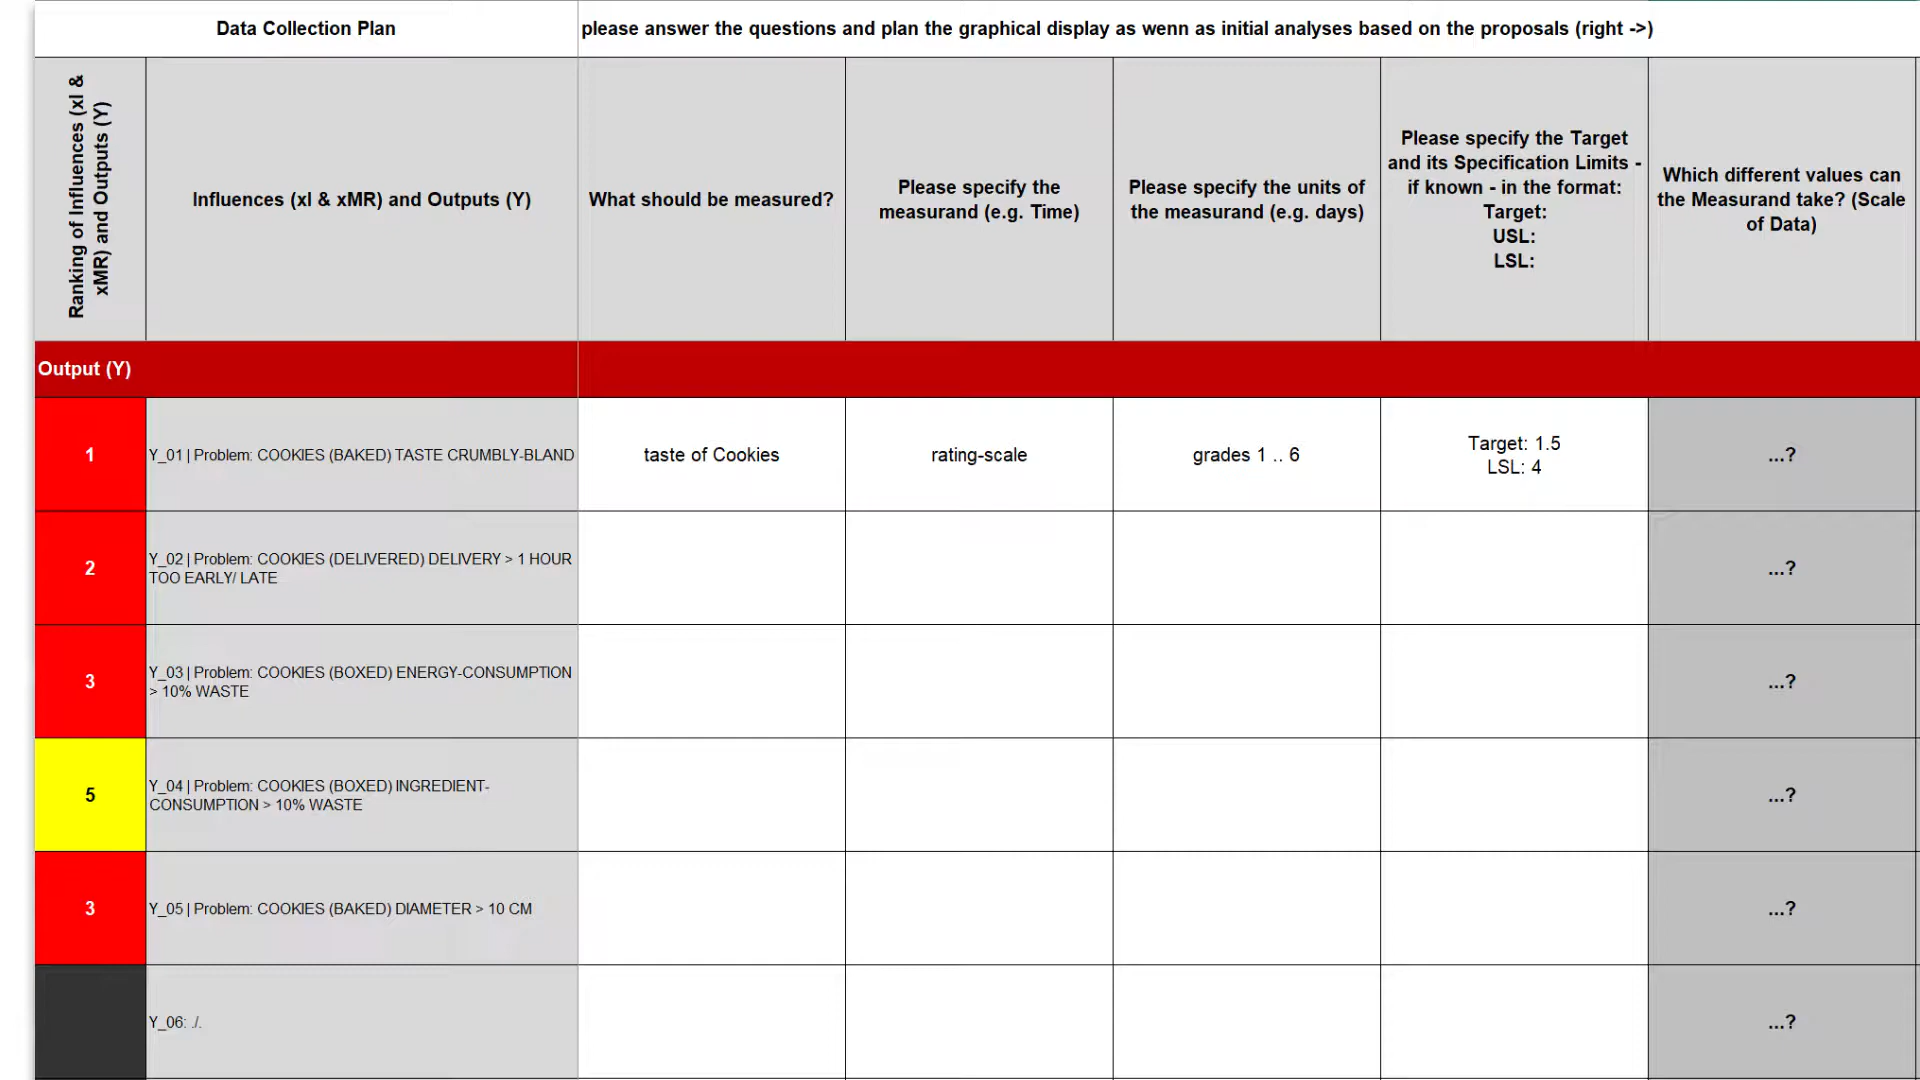 Data Collection Plan
please answer the questions and plan the graphical display as wenn as initial analyses based on the proposals (right ->)
Ranking of Influences (xI &
xMR) and Outputs (Y)
Influences (xI & xMR) and Outputs (Y)
What should be measured?
Please specify the
measurand (e.g. Time)
Please specify the units of
the measurand (e.g. days)
Please specify the Target
and its Specification Limits -
if known - in the format:
Target:
USL:
LSL:
Which different values can
the Measurand take? (Scale
of Data)
Output (Y)
1
Y_01 | Problem: COOKIES (BAKED) TASTE CRUMBLY-BLAND
taste of Cookies
rating-scale
grades 1 .. 6
Target: 1.5
LSL: 4
...?
2
Y_02 | Problem: COOKIES (DELIVERED) DELIVERY > 1 HOUR
TOO EARLY/ LATE
...?
3
Y_03 | Problem: COOKIES (BOXED) ENERGY-CONSUMPTION
> 10% WASTE
...?
5
Y_04 | Problem: COOKIES (BOXED) INGREDIENT-
CONSUMPTION > 10% WASTE
...?
3
Y_05 | Problem: COOKIES (BAKED) DIAMETER > 10 CM
...?
Y_06: ./.
...?